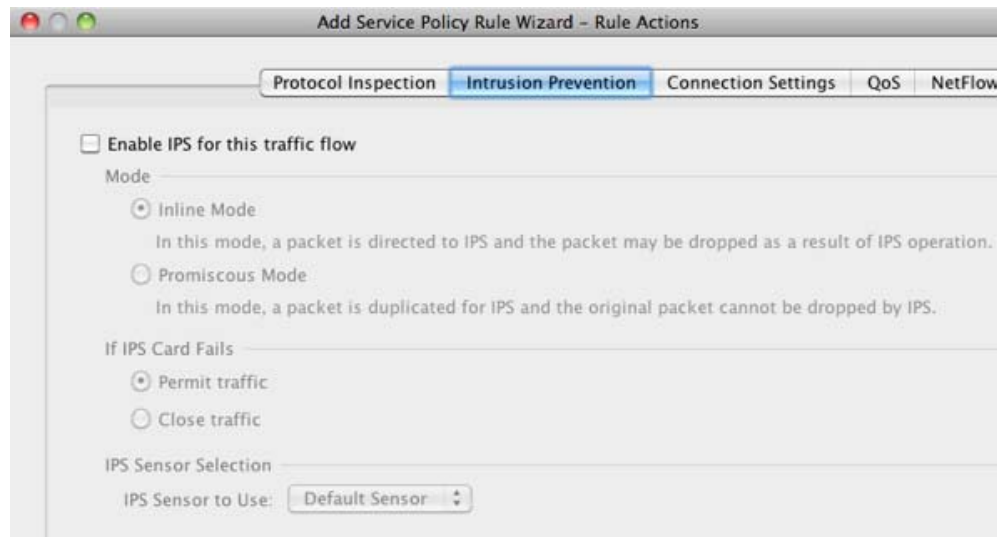 Add Service Policy Rule Wizard – Rule Actions
Protocol Inspection Intrusion Prevention Connection Settings QoS NetFlow
Enable IPS for this traffic flow
Mode
Inline Mode
In this mode, a packet is directed to IPS and the packet may be dropped as a result of IPS operation.
Promiscous Mode
In this mode, a packet is duplicated for IPS and the original packet cannot be dropped by IPS.
If IPS Card Fails
Permit traffic
Close traffic
IPS Sensor Selection
IPS Sensor to Use: Default Sensor